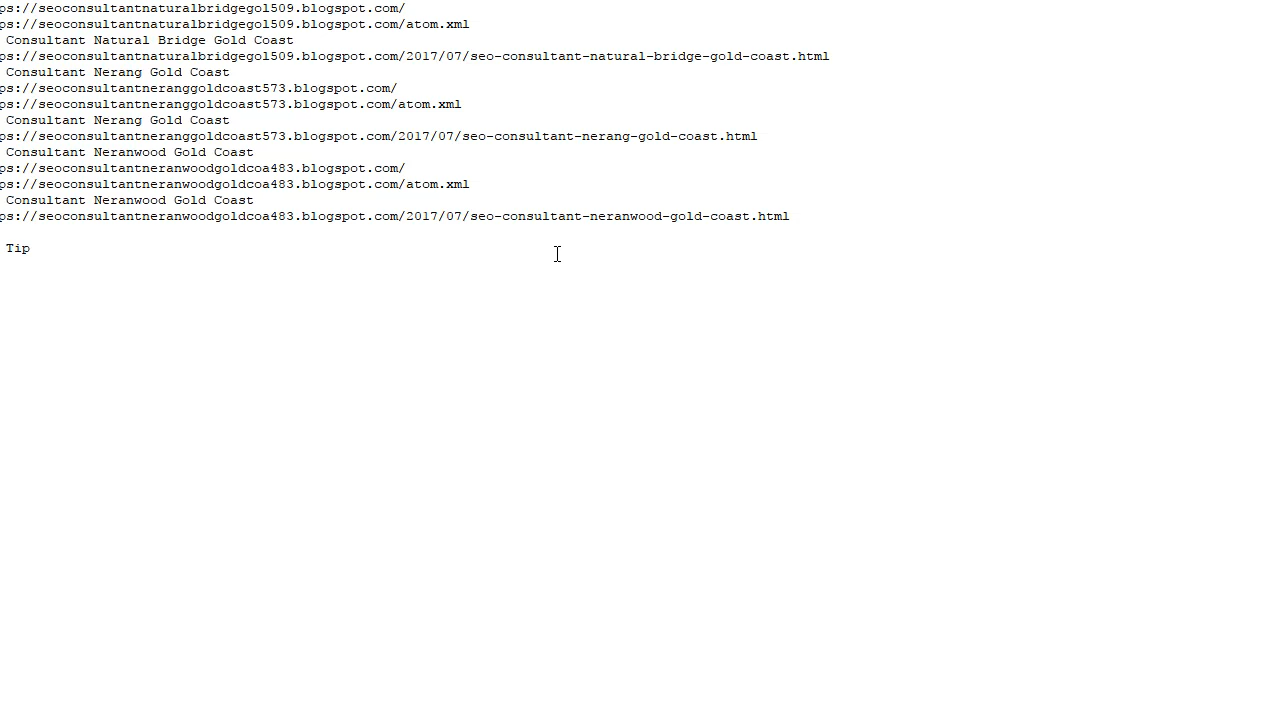 ps://seoconsultantnaturalbridgegol509.blogspot.com/
ps://seoconsultantnaturalbridgegol509.blogspot.com/atom.xml
Consultant Natural Bridge Gold Coast
ps://seoconsultantnaturalbridgegol509.blogspot.com/2017/07/seo-consultant-natural-bridge-gold-coast.html
Consultant Nerang Gold Coast
ps://seoconsultantneranggoldcoast573.blogspot.com/
ps://seoconsultantneranggoldcoast573.blogspot.com/atom.xml
Consultant Nerang Gold Coast
ps://seoconsultantneranggoldcoast573.blogspot.com/2017/07/seo-consultant-nerang-gold-coast.html
Consultant Neranwood Gold Coast
ps://seoconsultantneranwoodgoldcoa483.blogspot.com/
ps://seoconsultantneranwoodgoldcoa483.blogspot.com/atom.xml
Consultant Neranwood Gold Coast
ps://seoconsultantneranwoodgoldcoa483.blogspot.com/2017/07/seo-consultant-neranwood-gold-coast.html
Tip